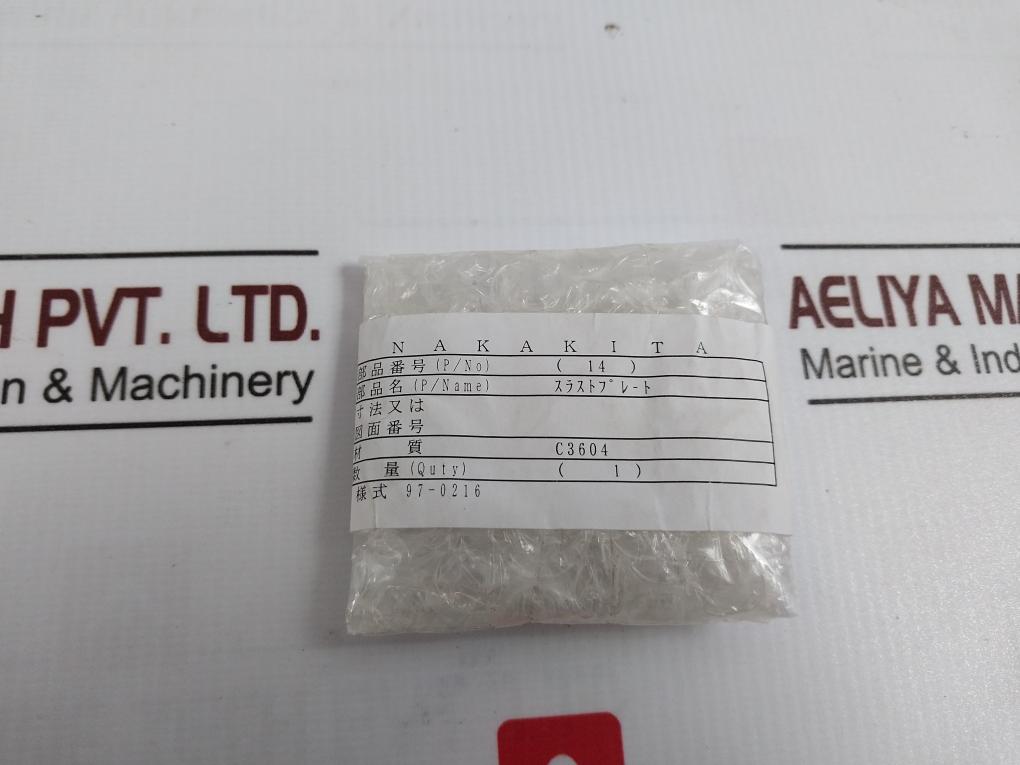 H PVT. LTD.
n & Machinery
AELIYA MA
Marine & Ind
N A K A K I T A
部品番号(P/No) ( 14 )
部品名(P/Name) スラストプレート
寸法又は
図面番号
材 質 C3604
数 量(Quty) ( 1 )
様式 97-0216